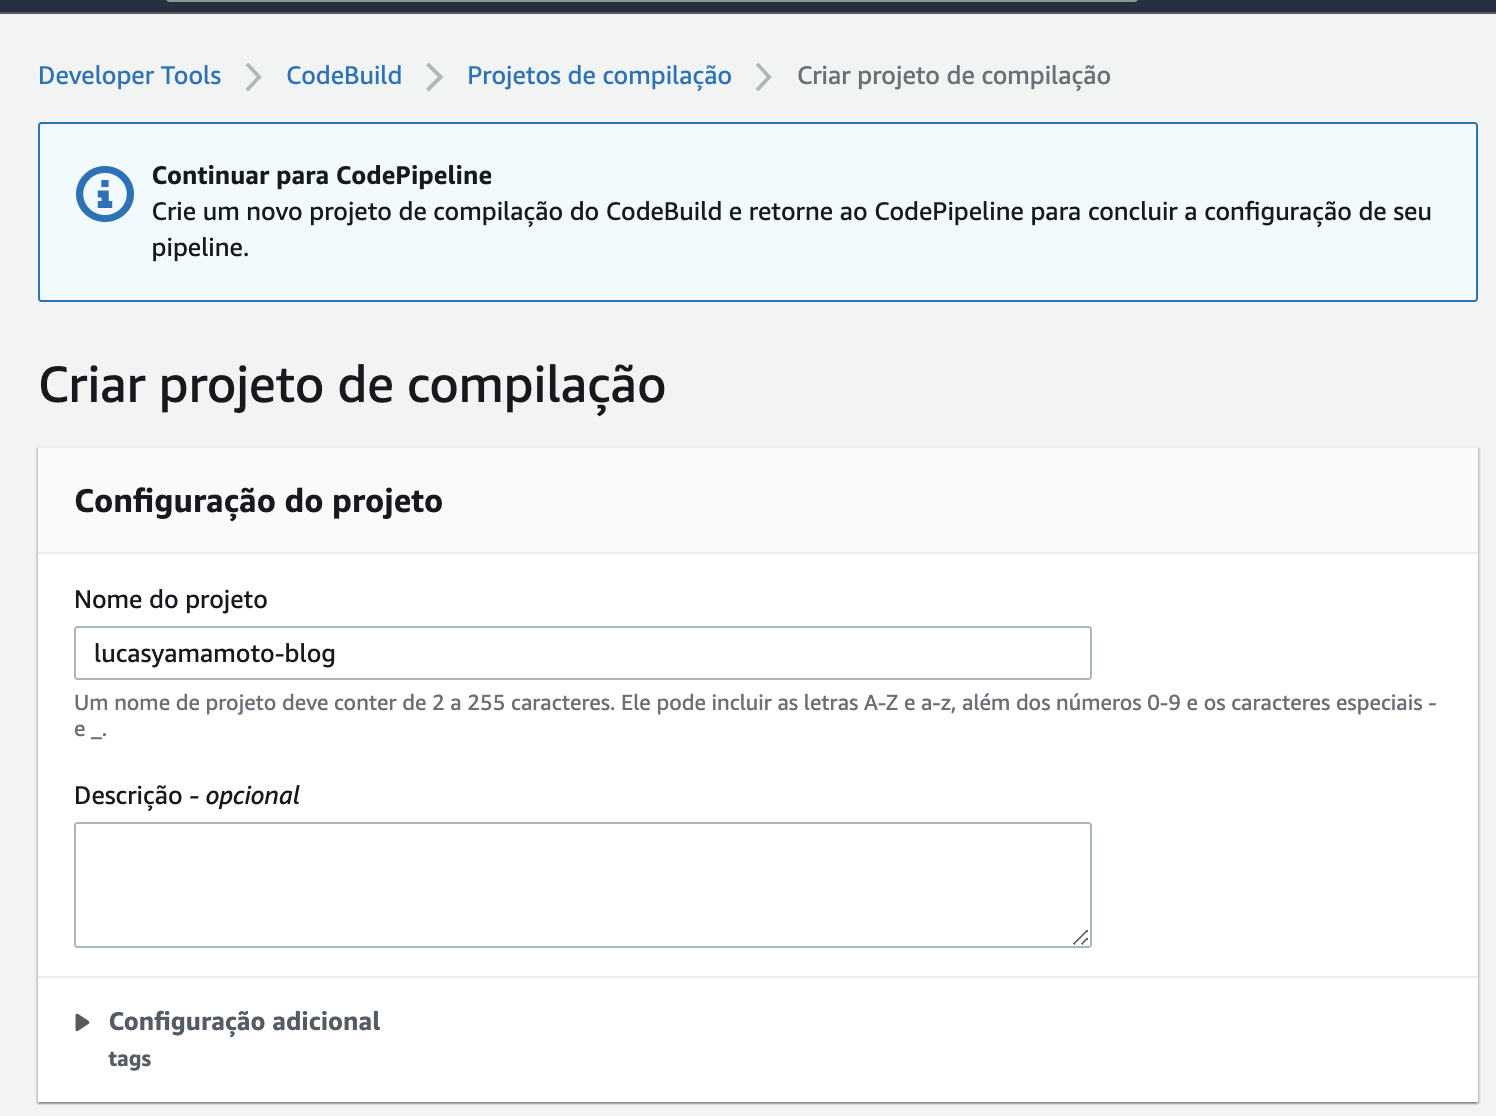 Developer Tools > CodeBuild > Projetos de compilação > Criar projeto de compilação
Continuar para CodePipeline
Crie um novo projeto de compilação do CodeBuild e retorne ao CodePipeline para concluir a configuração de seu
pipeline.
Criar projeto de compilação
Configuração do projeto
Nome do projeto
lucasyamamoto-blog
Um nome de projeto deve conter de 2 a 255 caracteres. Ele pode incluir as letras A-Z e a-z, além dos números 0-9 e os caracteres especiais -
e _.
Descrição - opcional
Configuração adicional
tags